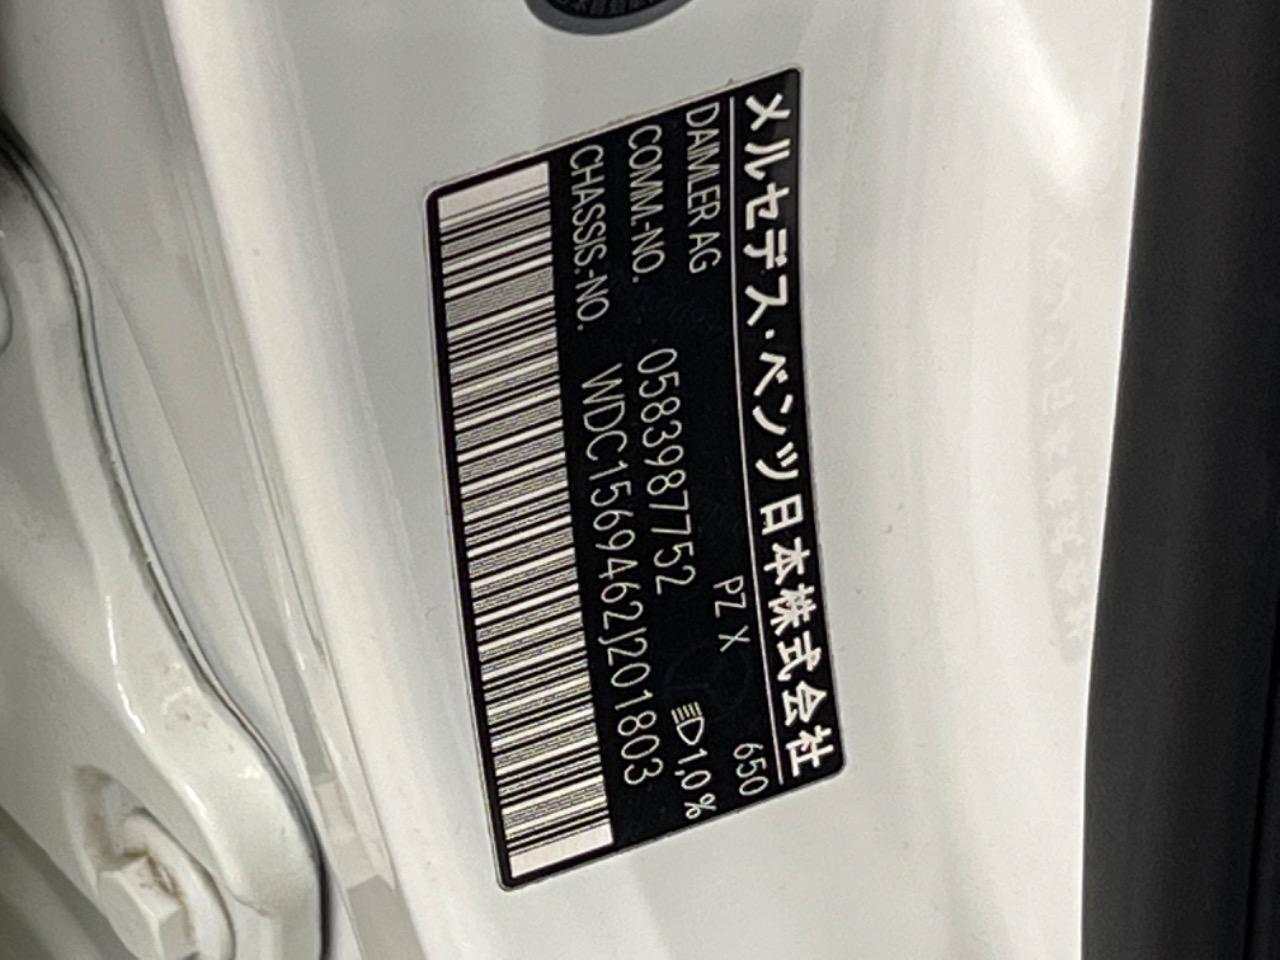 メルセデス・ベンツ日本株式会社
DAIMLER AG PZ X 650
COMM.-NO. 0583987752 1,0%
CHASSIS.-NO. WDC1569462J201803